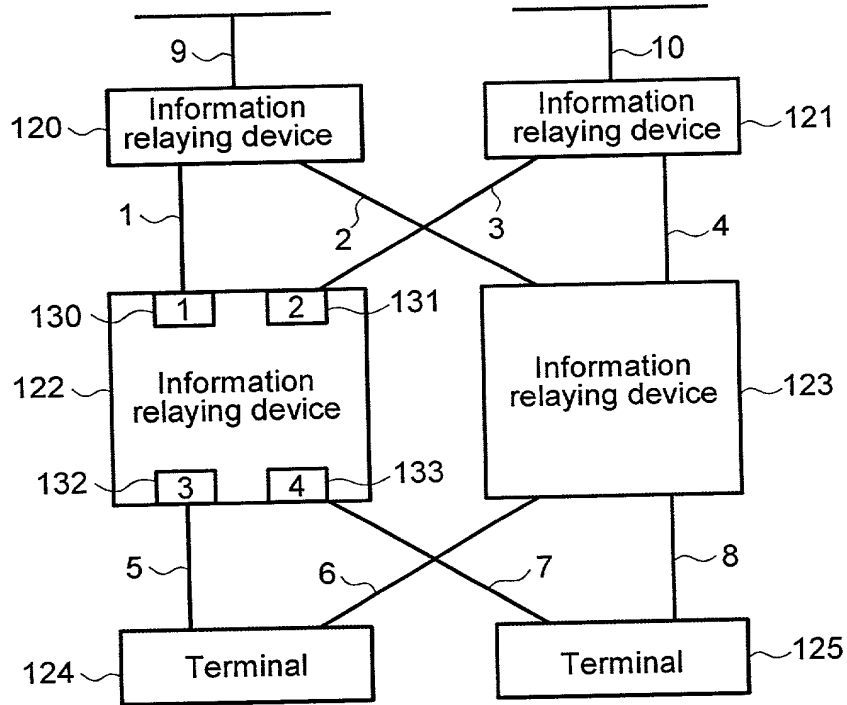 9
10
120
Information
relaying device
Information
relaying device
121
1
2
3
4
130
1
2
131
122
Information
relaying device
Information
relaying device
123
132
3
4
133
5
6
7
8
124
Terminal
Terminal
125